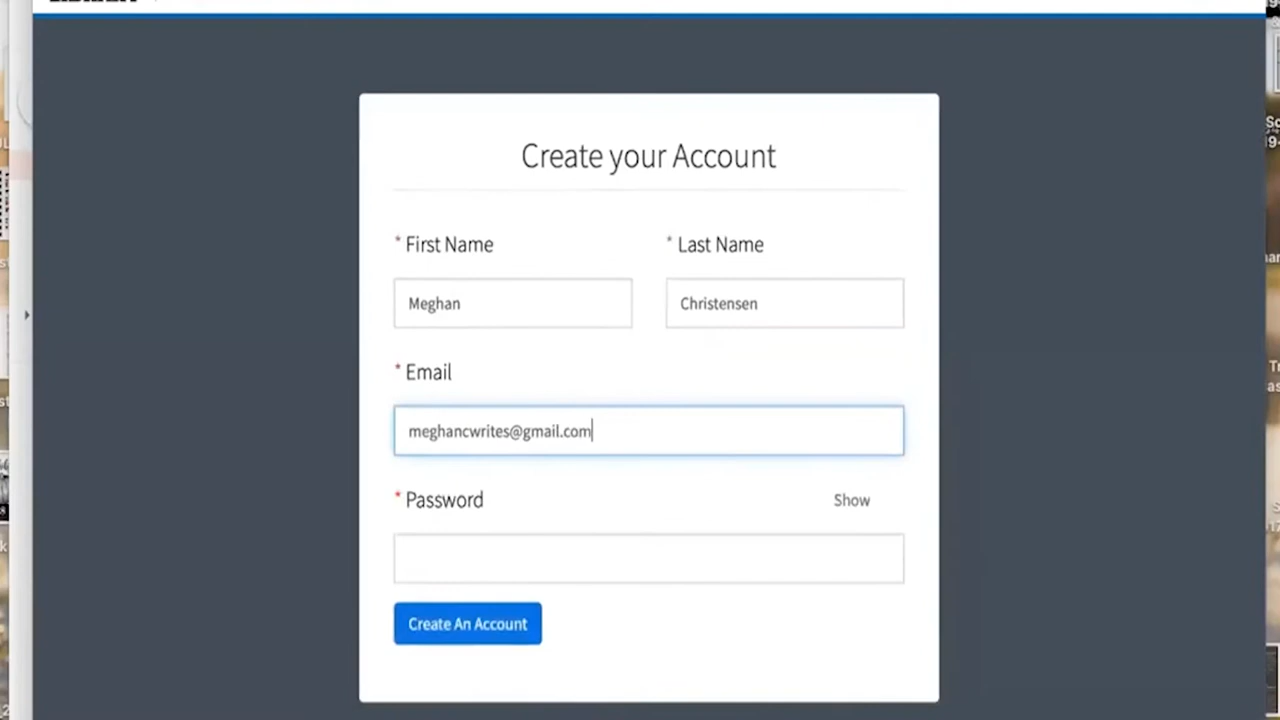 Create your Account
* First Name * Last Name
Meghan Christensen
* Email
meghancwrites@gmail.com
* Password Show
Create An Account